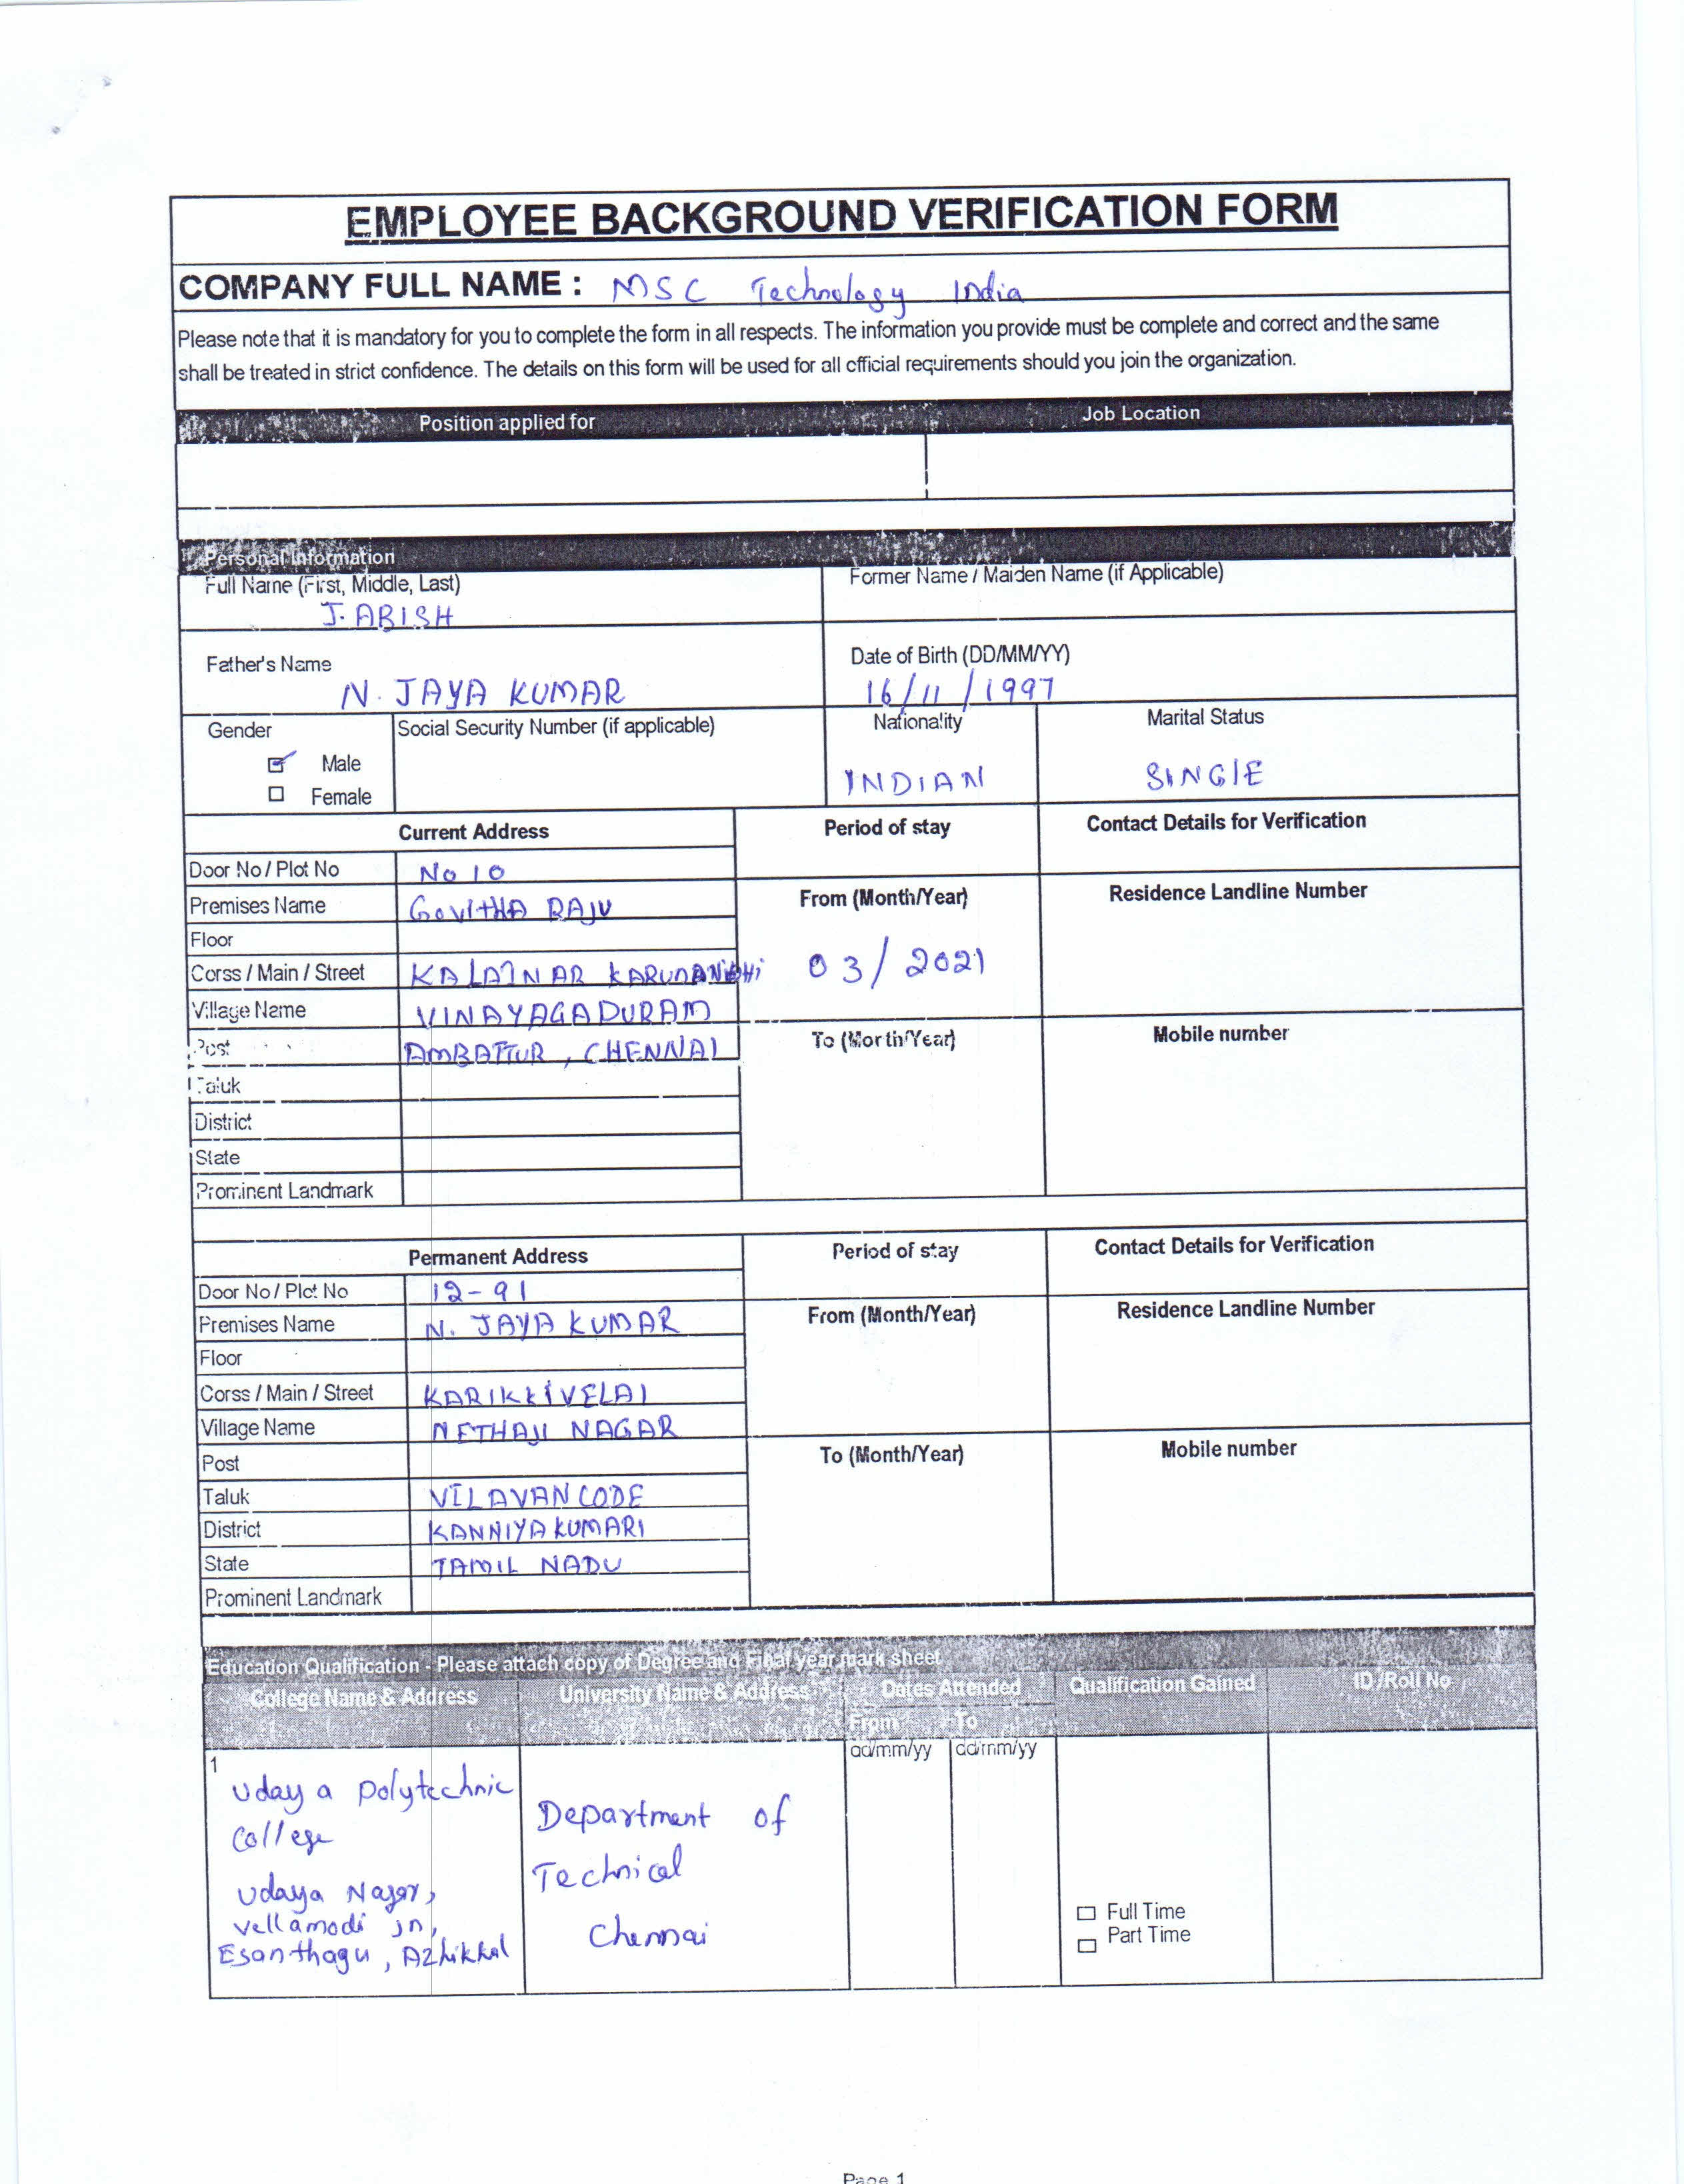 EMPLOYEE BACKGROUND VERIFICATION FORM
COMPANY FULL NAME : MSC Technology India
Please note that it is mandatory for you to complete the form in all respects. The information you provide must be complete and correct and the same
shall be treated in strict confidence. The details on this form will be used for all official requirements should you join the organization.
Position applied for Job Location
Personal Information
Full Name (First, Middle, Last) Former Name / Maiden Name (if Applicable)
J. ABISH
Father's Name Date of Birth (DD/MM/YY)
N. JAYA KUMAR 16/11/1997
Gender Social Security Number (if applicable) Nationality Marital Status
Male
INDIAN SINGlE
Female
Current Address Period of stay Contact Details for Verification
Door No / Plot No No 10
Premises Name GovitHA RAJU From (Month/Year) Residence Landline Number
Floor
Corss / Main / Street KALAINAR KARUNANIDHI 03/2021
Village Name VINAYAGAPURAM
Post AMBATTUR, CHENNAI To (Month/Year) Mobile number
Taluk
District
State
Prominent Landmark
Permanent Address Period of stay Contact Details for Verification
Door No / Plot No 12-91
Premises Name N. JAYA KUMAR From (Month/Year) Residence Landline Number
Floor
Corss / Main / Street KARIKKIVELAI
Village Name NETHAJI NAGAR
Post To (Month/Year) Mobile number
Taluk VILAVANCODE
District KANNIYAKUMARI
State TAMIL NADU
Prominent Landmark
Education Qualification - Please attach copy of Degree and Final year mark sheet
College Name & Address University Name & Address Dates Attended Qualification Gained ID /Roll No
From To
1 dd/mm/yy dd/mm/yy
Udaya Polytechnic
College
Udaya Nagar,
Vellamodi jn,
Esanthagu, Azhikkal
Department of
Technical
Chennai
Full Time
Part Time
Page 1